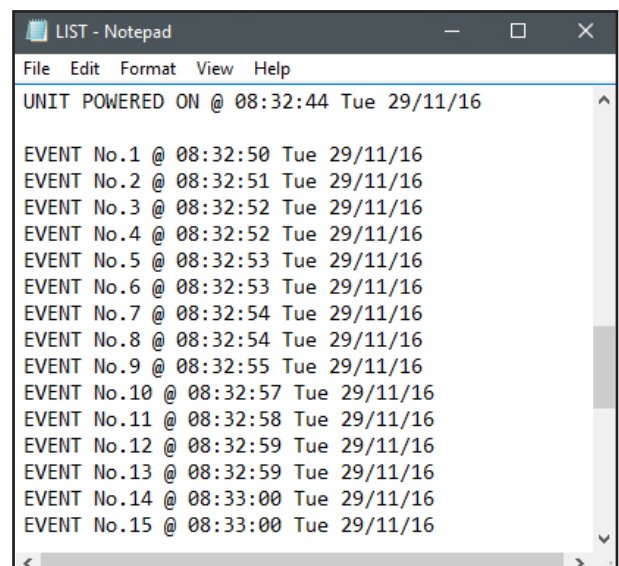 LIST - Notepad
File Edit Format View Help
UNIT POWERED ON @ 08:32:44 Tue 29/11/16
EVENT No.1 @ 08:32:50 Tue 29/11/16
EVENT No.2 @ 08:32:51 Tue 29/11/16
EVENT No.3 @ 08:32:52 Tue 29/11/16
EVENT No.4 @ 08:32:52 Tue 29/11/16
EVENT No.5 @ 08:32:53 Tue 29/11/16
EVENT No.6 @ 08:32:53 Tue 29/11/16
EVENT No.7 @ 08:32:54 Tue 29/11/16
EVENT No.8 @ 08:32:54 Tue 29/11/16
EVENT No.9 @ 08:32:55 Tue 29/11/16
EVENT No.10 @ 08:32:57 Tue 29/11/16
EVENT No.11 @ 08:32:58 Tue 29/11/16
EVENT No.12 @ 08:32:59 Tue 29/11/16
EVENT No.13 @ 08:32:59 Tue 29/11/16
EVENT No.14 @ 08:33:00 Tue 29/11/16
EVENT No.15 @ 08:33:00 Tue 29/11/16